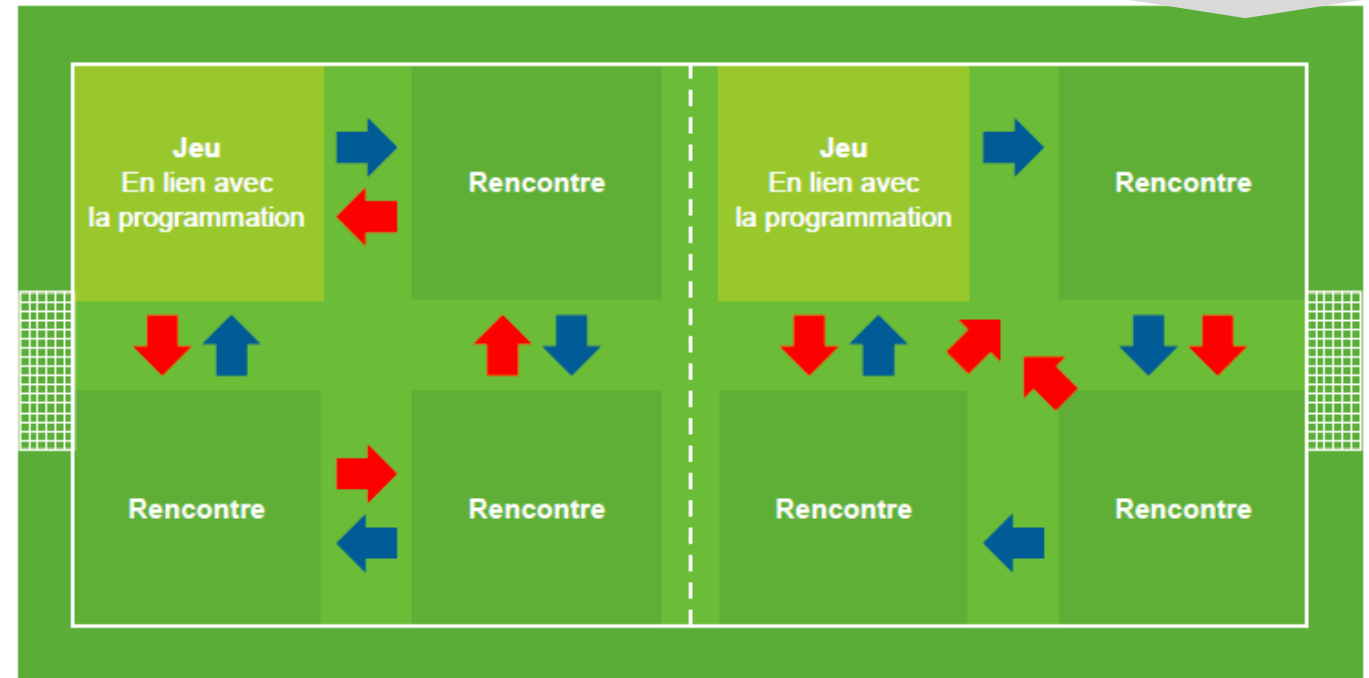 Jeu
En lien avec
la programmation
Rencontre
Jeu
En lien avec
la programmation
Rencontre
Rencontre
Rencontre
Rencontre
Rencontre